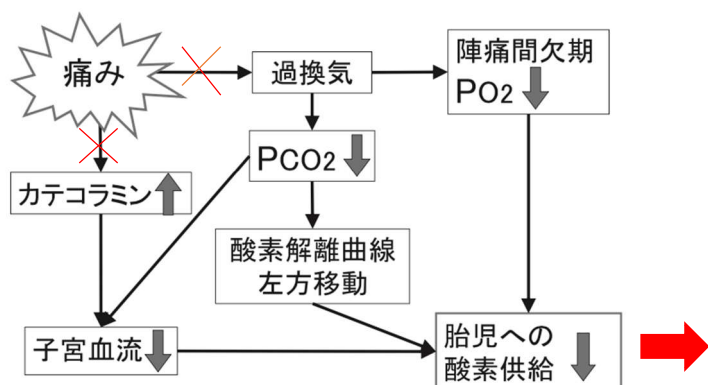 痛み
過換気
陣痛間欠期
PO2
PCO2
カテコラミン
酸素解離曲線
左方移動
子宮血流
胎児への
酸素供給